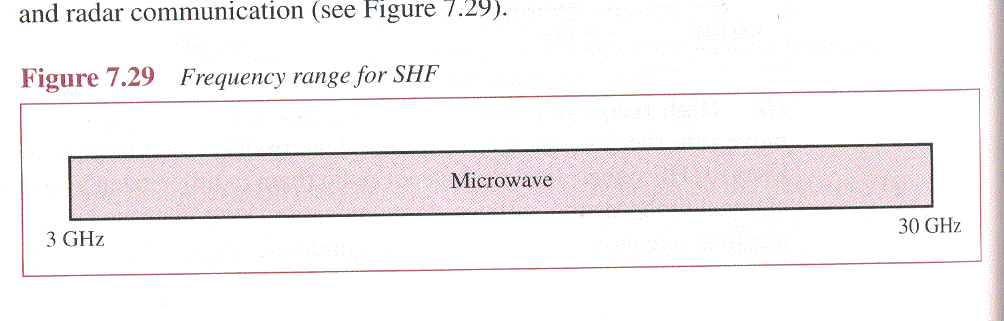 and radar communication (see Figure 7.29).
Figure 7.29 Frequency range for SHF
Microwave
3 GHz
30 GHz